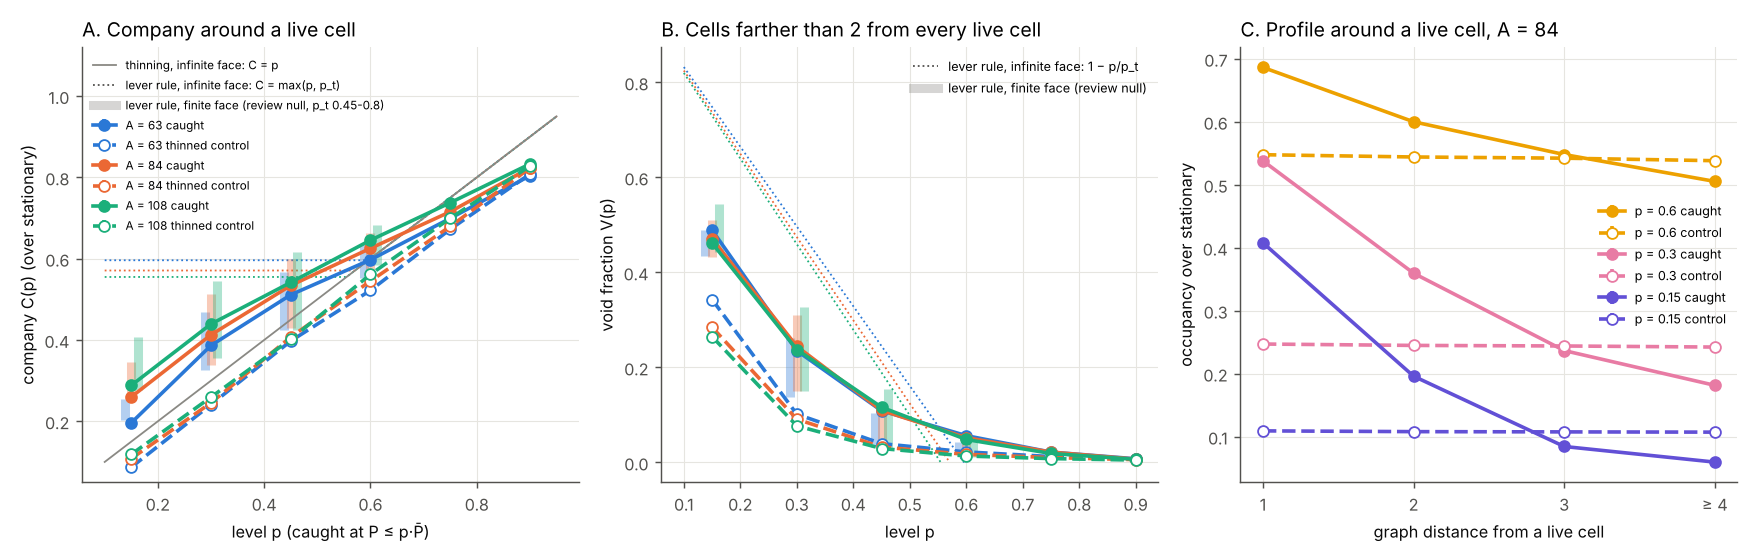 A. Company around a live cell
thinning, infinite face: C = p
lever rule, infinite face: C = max(p, p_t)
lever rule, finite face (review null, p_t 0.45-0.8)
A = 63 caught
A = 63 thinned control
A = 84 caught
A = 84 thinned control
A = 108 caught
A = 108 thinned control
company C(p) (over stationary)
1.0
0.8
0.6
0.4
0.2
0.2
0.4
0.6
0.8
level p (caught at P ≤ p·P̄)
B. Cells farther than 2 from every live cell
lever rule, infinite face: 1 − p/p_t
lever rule, finite face (review null)
void fraction V(p)
0.8
0.6
0.4
0.2
0.0
0.1
0.2
0.3
0.4
0.5
0.6
0.7
0.8
0.9
level p
C. Profile around a live cell, A = 84
occupancy over stationary
0.7
0.6
0.5
0.4
0.3
0.2
0.1
p = 0.6 caught
p = 0.6 control
p = 0.3 caught
p = 0.3 control
p = 0.15 caught
p = 0.15 control
1
2
3
≥ 4
graph distance from a live cell